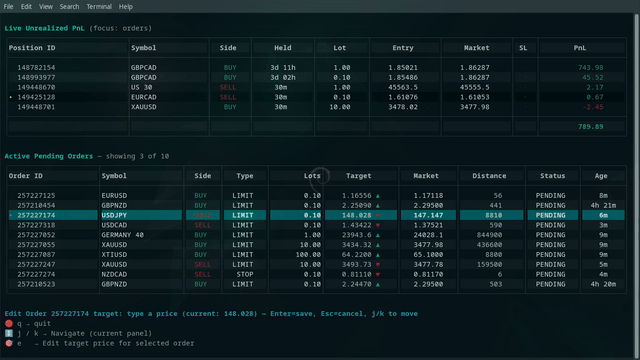 File Edit View Search Terminal Help
Live Unrealized PnL (focus: orders)
Position ID Symbol Side Held Lot Entry Market SL PnL
148782154 GBPCAD BUY 3d 11h 1.00 1.85021 1.86287 743.98
148993977 GBPCAD BUY 3d 02h 0.10 1.85486 1.86287 45.52
149448670 US 30 SELL 30m 1.00 45563.5 45555.5 2.17
149425128 EURCAD SELL 30m 0.10 1.61076 1.61053 0.67
149448701 XAUUSD BUY 30m 10.00 3478.02 3477.98 -2.45
789.89
Active Pending Orders — showing 3 of 10
Order ID Symbol Side Type Lots Target Market Distance Status Age
257227125 EURUSD BUY LIMIT 0.10 1.16556 ▲ 1.17118 56 PENDING 8m
257210454 GBPNZD BUY LIMIT 0.10 2.25090 ▲ 2.29500 441 PENDING 4h 21m
257227174 USDJPY LIMIT 0.10 148.028 147.147 8810 PENDING 6m
257227318 USDCAD SELL LIMIT 0.10 1.43422 ▼ 1.37521 590 PENDING 3m
257227052 GERMANY 40 BUY LIMIT 1.00 23943.6 ▲ 24028.1 844900 PENDING 9m
257227055 XAUUSD BUY LIMIT 10.00 3434.32 ▲ 3477.98 436600 PENDING 9m
257227087 XTIUSD BUY LIMIT 100.00 64.2200 ▲ 65.1000 8800 PENDING 9m
257227247 XAUUSD SELL LIMIT 10.00 3493.73 ▼ 3477.78 159500 PENDING 5m
257227274 NZDCAD SELL STOP 0.10 0.81110 ▼ 0.81170 6 PENDING 4m
257210523 GBPNZD BUY LIMIT 0.10 2.24470 ▲ 2.29500 503 PENDING 4h 20m
Edit Order 257227174 target: type a price (current: 148.028) — Enter=save, Esc=cancel, j/k to move
q – quit
j / k – Navigate (current panel)
e – Edit target price for selected order